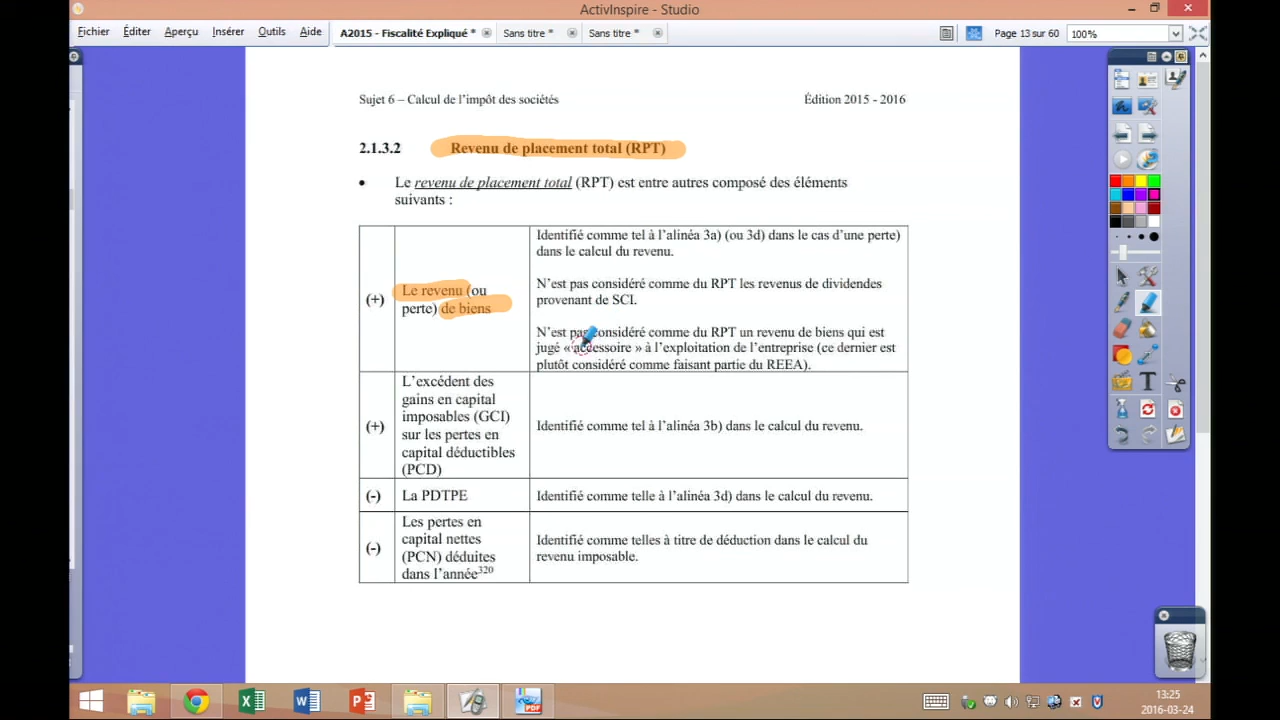 ActivInspire - Studio
Fichier Éditer Aperçu Insérer Outils Aide A2015 - Fiscalité Expliqué * Sans titre * Sans titre * Page 13 sur 60 100%
Sujet 6 – Calcul de l'impôt des sociétés Édition 2015 - 2016
2.1.3.2 Revenu de placement total (RPT)
• Le revenu de placement total (RPT) est entre autres composé des éléments
suivants :
(+)
Le revenu (ou
perte) de biens
Identifié comme tel à l'alinéa 3a) (ou 3d) dans le cas d'une perte)
dans le calcul du revenu.
N'est pas considéré comme du RPT les revenus de dividendes
provenant de SCI.
N'est pas considéré comme du RPT un revenu de biens qui est
jugé « accessoire » à l'exploitation de l'entreprise (ce dernier est
plutôt considéré comme faisant partie du REEA).
(+)
L'excédent des
gains en capital
imposables (GCI)
sur les pertes en
capital déductibles
(PCD)
Identifié comme tel à l'alinéa 3b) dans le calcul du revenu.
(-) La PDTPE Identifié comme telle à l'alinéa 3d) dans le calcul du revenu.
(-)
Les pertes en
capital nettes
(PCN) déduites
dans l'année320
Identifié comme telles à titre de déduction dans le calcul du
revenu imposable.
13:25
2016-03-24